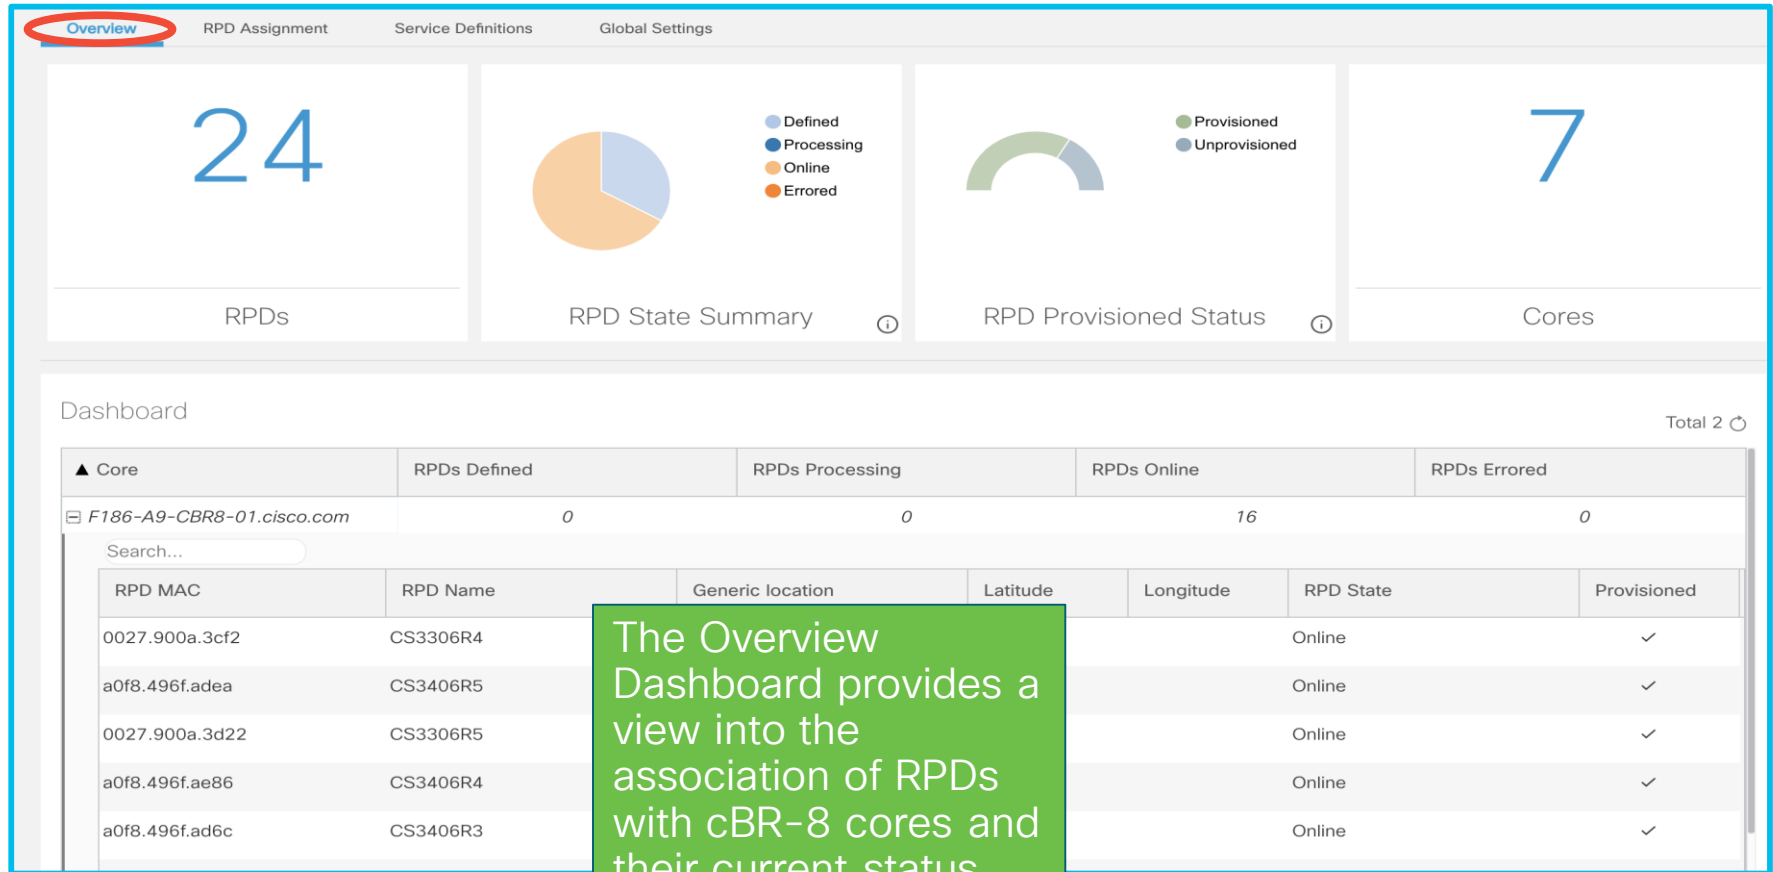 Overview RPD Assignment Service Definitions Global Settings
24
Defined
Processing
Online
Errored
RPD State Summary
Provisioned
Unprovisioned
RPD Provisioned Status
7
RPDs
Cores
Dashboard
Total 2
Core RPDs Defined RPDs Processing RPDs Online RPDs Errored
F186-A9-CBR8-01.cisco.com 0 0 16 0
Search...
RPD MAC RPD Name Generic location Latitude Longitude RPD State Provisioned
0027.900a.3cf2 CS3306R4 Online
a0f8.496f.adea CS3406R5 Online
0027.900a.3d22 CS3306R5 Online
a0f8.496f.ae86 CS3406R4 Online
a0f8.496f.ad6c CS3406R3 Online
The Overview
Dashboard provides a
view into the
association of RPDs
with cBR-8 cores and
their current status